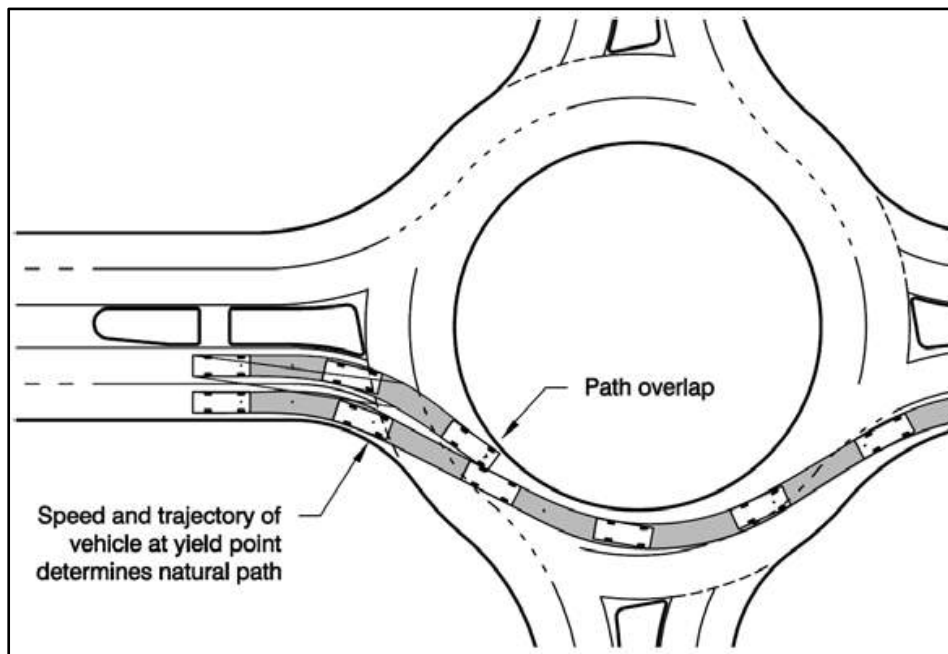 Path overlap
Speed and trajectory of
vehicle at yield point
determines natural path